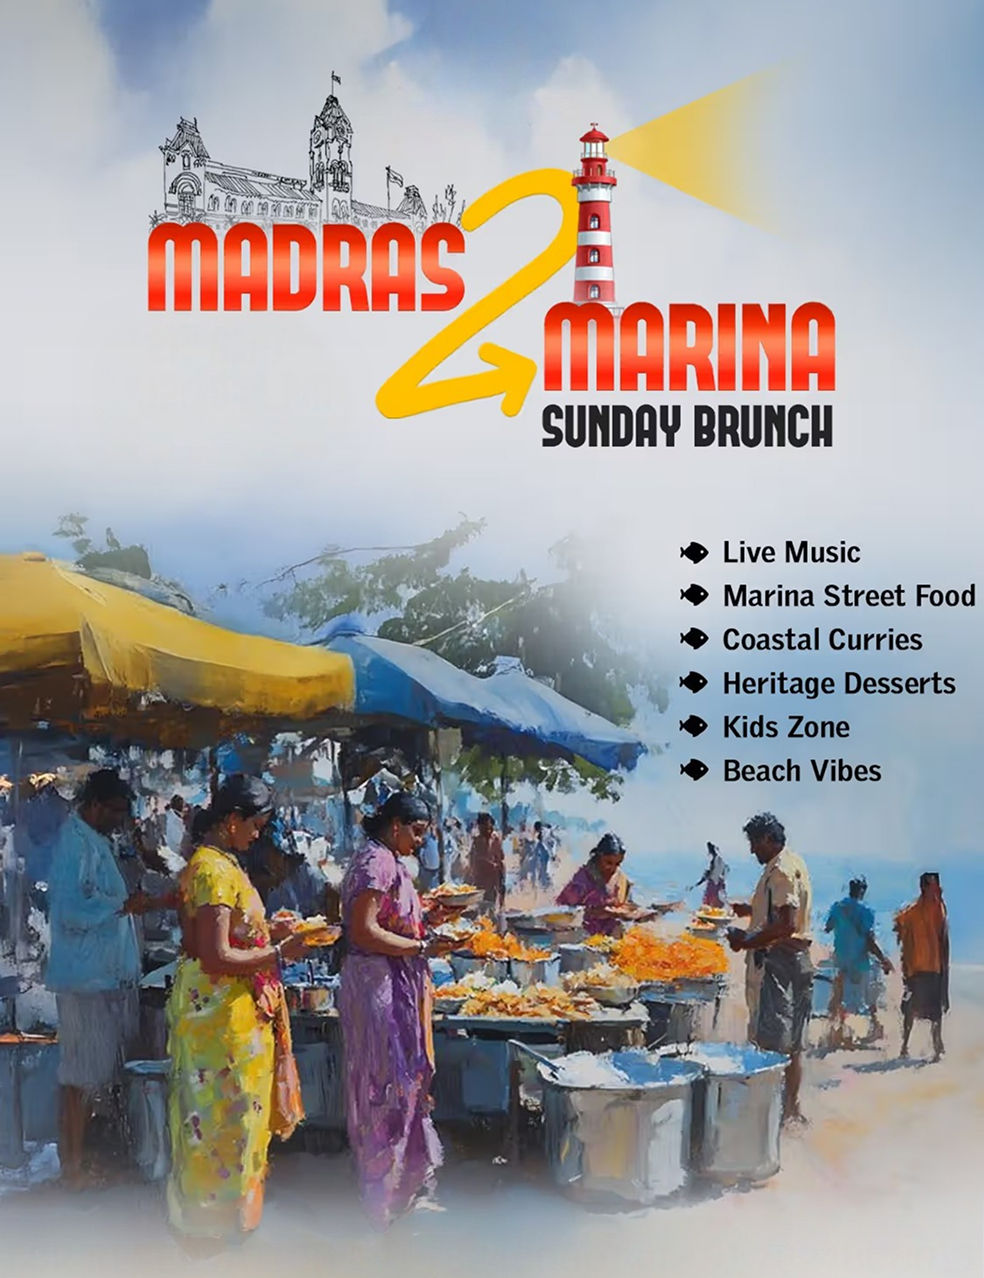 MADRAS
2
MARINA
SUNDAY BRUNCH
Live Music
Marina Street Food
Coastal Curries
Heritage Desserts
Kids Zone
Beach Vibes